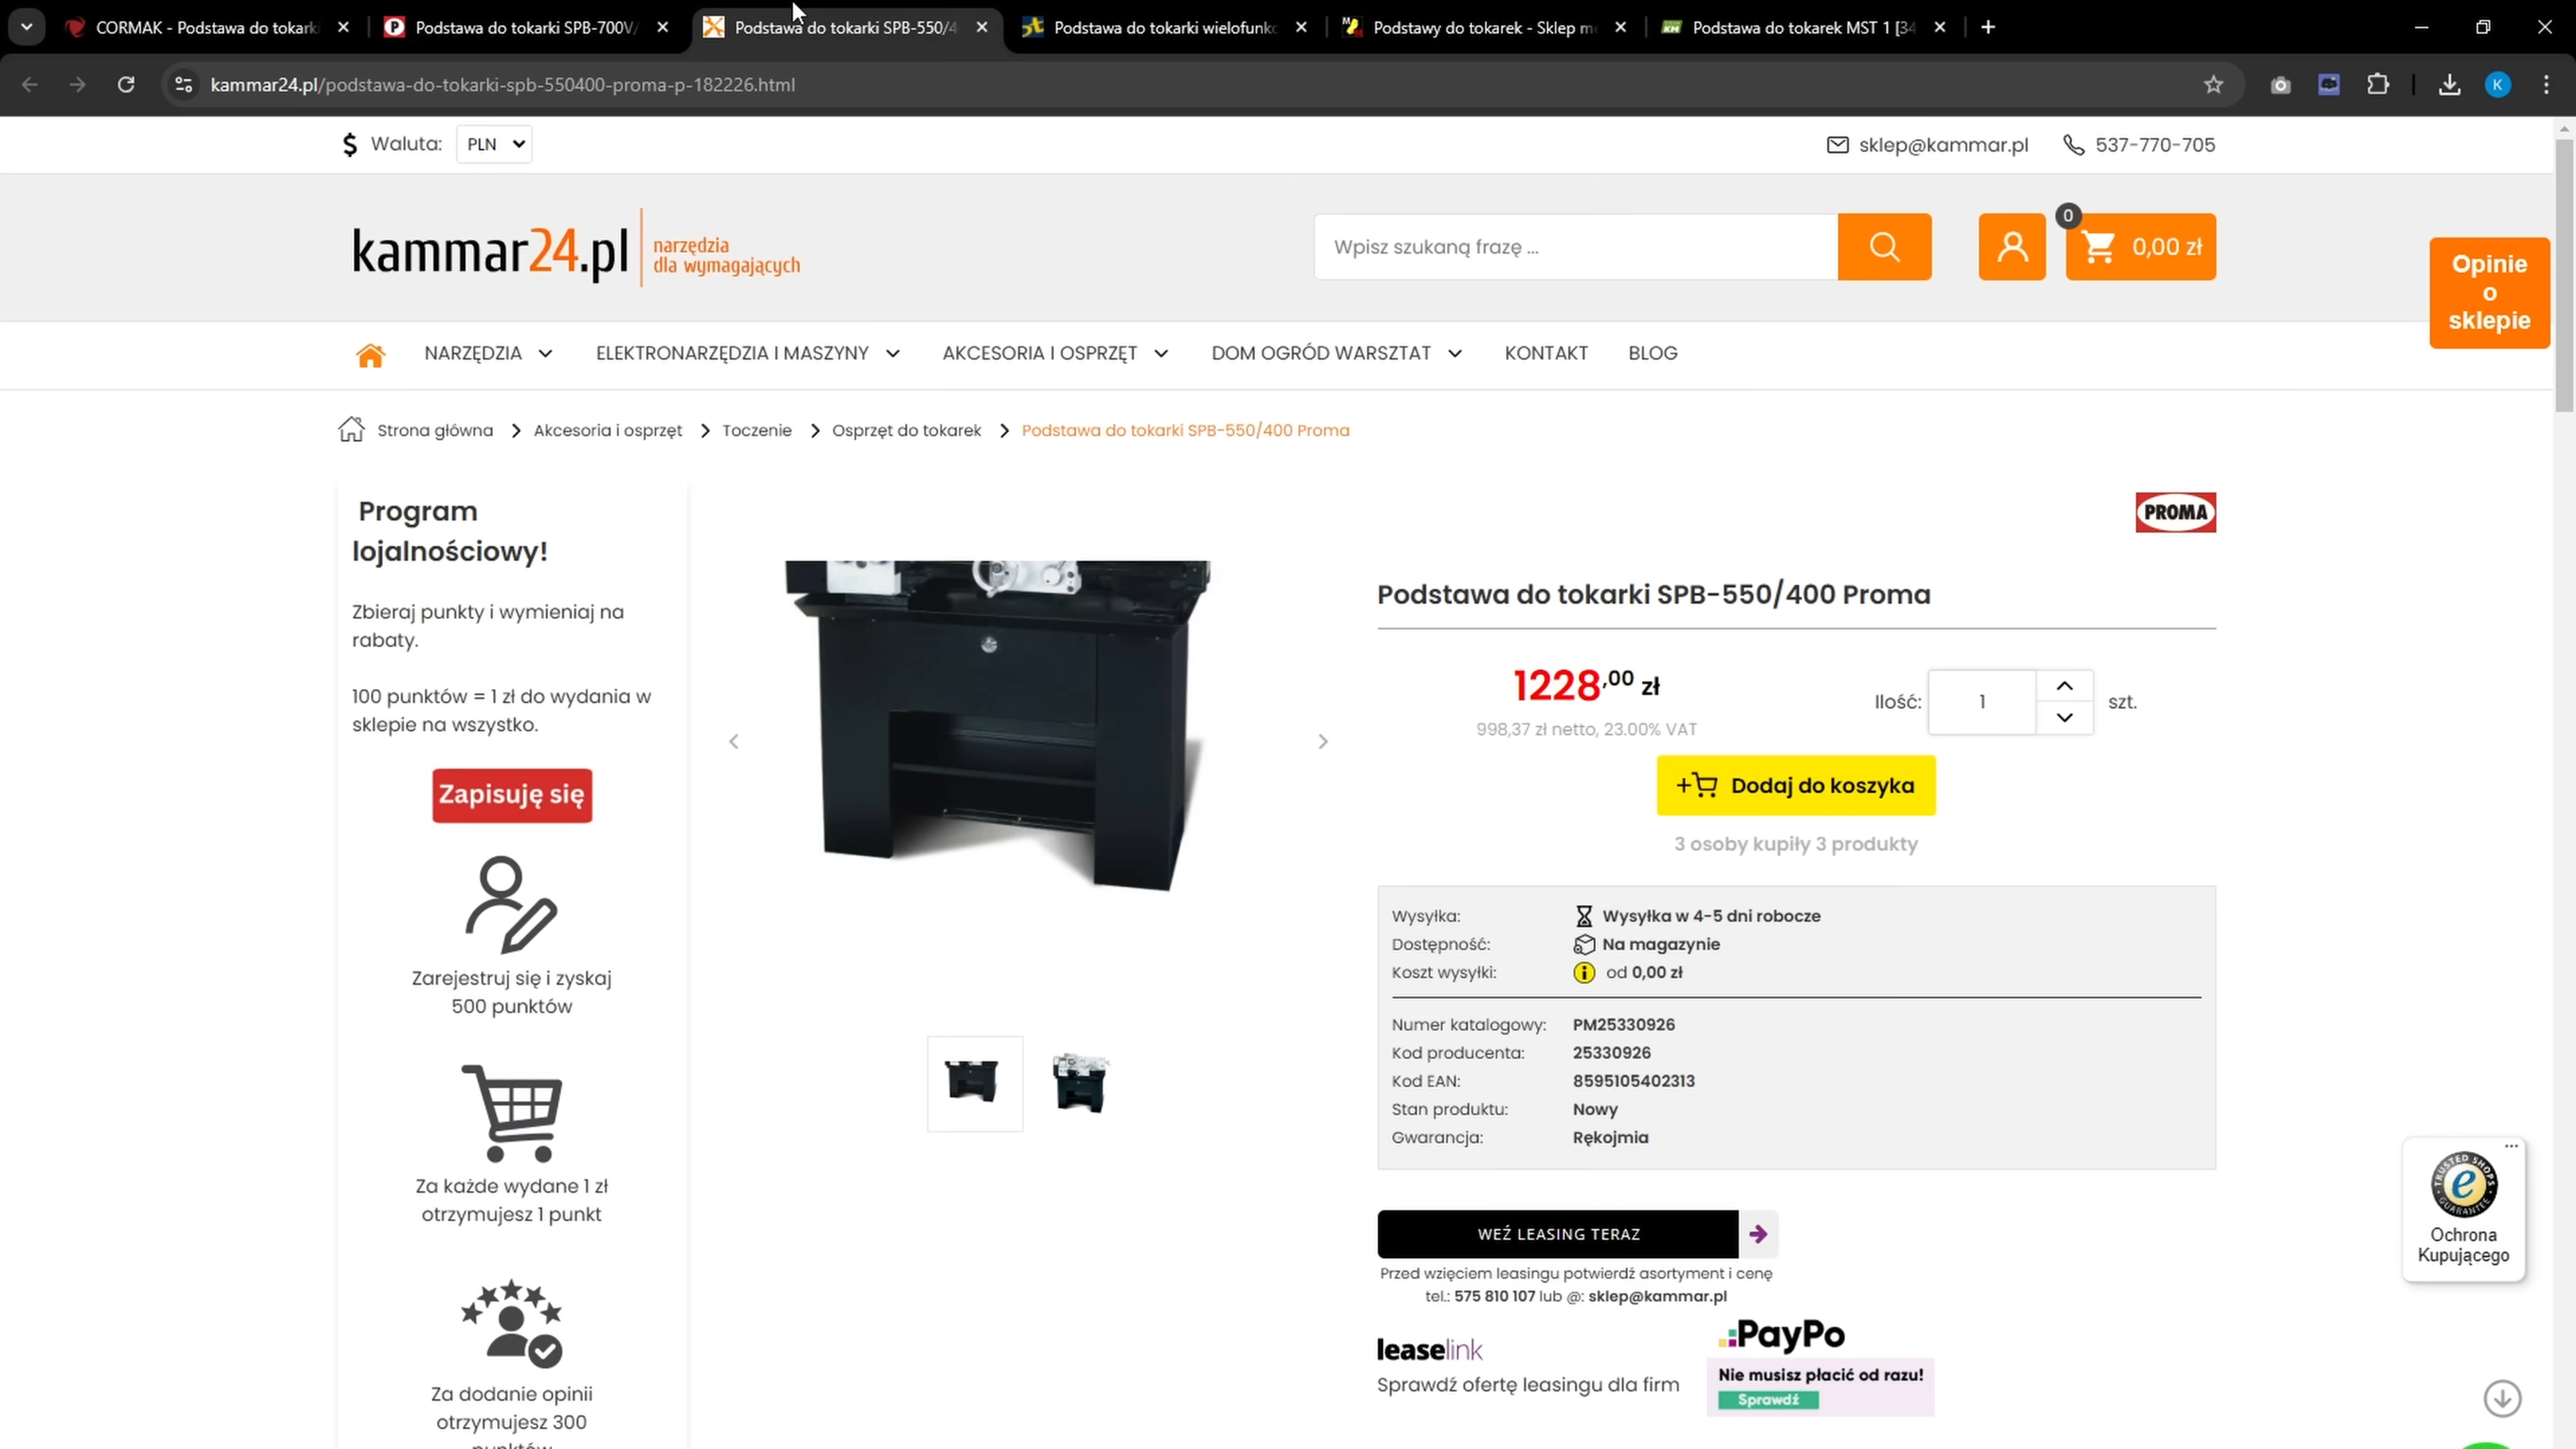 CORMAK - Podstawa do tokarki
Podstawa do tokarki SPB-700V/
Podstawa do tokarki SPB-550/4
Podstawa do tokarki wielofunkc
Podstawy do tokarek - Sklep me
Podstawa do tokarek MST 1 [34
kammar24.pl/podstawa-do-tokarki-spb-550400-proma-p-182226.html
K
Waluta:
PLN
sklep@kammar.pl
537-770-705
kammar24.pl
narzędzia
dla wymagających
Wpisz szukaną frazę ...
0
0,00 zł
Opinie
o
sklepie
NARZĘDZIA
ELEKTRONARZĘDZIA I MASZYNY
AKCESORIA I OSPRZĘT
DOM OGRÓD WARSZTAT
KONTAKT
BLOG
Strona główna
Akcesoria i osprzęt
Toczenie
Osprzęt do tokarek
Podstawa do tokarki SPB-550/400 Proma
Program
lojalnościowy!
Zbieraj punkty i wymieniaj na
rabaty.
100 punktów = 1 zł do wydania w
sklepie na wszystko.
Zapisuję się
Zarejestruj się i zyskaj
500 punktów
Za każde wydane 1 zł
otrzymujesz 1 punkt
Za dodanie opinii
otrzymujesz 300
punktów
PROMA
Podstawa do tokarki SPB-550/400 Proma
1228,00 zł
998,37 zł netto, 23.00% VAT
Ilość:
1
szt.
Dodaj do koszyka
3 osoby kupiły 3 produkty
Wysyłka: Wysyłka w 4-5 dni robocze
Dostępność: Na magazynie
Koszt wysyłki: od 0,00 zł
Numer katalogowy: PM25330926
Kod producenta: 25330926
Kod EAN: 8595105402313
Stan produktu: Nowy
Gwarancja: Rękojmia
WEŹ LEASING TERAZ
Przed wzięciem leasingu potwierdź asortyment i cenę
tel.: 575 810 107 lub @: sklep@kammar.pl
leaselink
Sprawdź ofertę leasingu dla firm
PayPo
Nie musisz płacić od razu!
Sprawdź
TRUSTED SHOPS
GUARANTEE
e
Ochrona
Kupującego